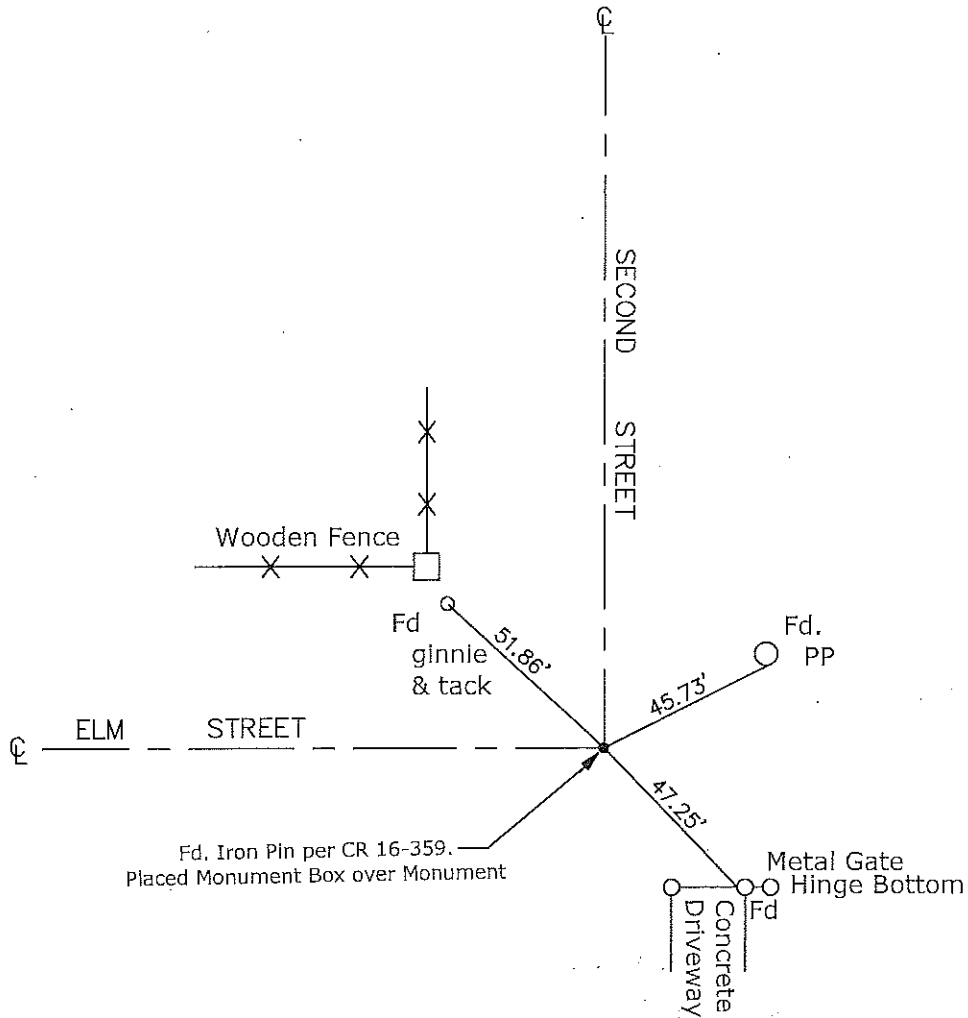 ℄
SECOND STREET
Wooden Fence
Fd
ginnie
& tack
51.86'
Fd.
PP
45.73'
℄ ELM STREET
47.25'
Fd. Iron Pin per CR 16-359.
Placed Monument Box over Monument
Metal Gate
Hinge Bottom
Fd
Concrete
Driveway